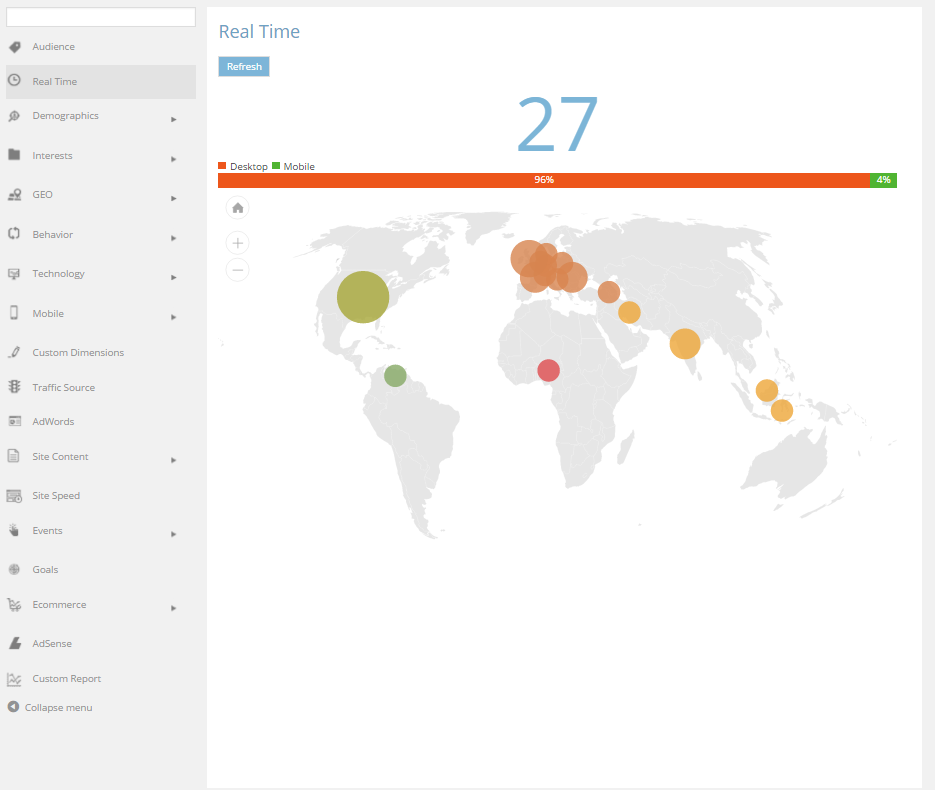 Audience
Real Time
Demographics
Interests
GEO
Behavior
Technology
Mobile
Custom Dimensions
Traffic Source
AdWords
Site Content
Site Speed
Events
Goals
Ecommerce
AdSense
Custom Report
Collapse menu
Real Time
Refresh
27
Desktop Mobile
96% 4%